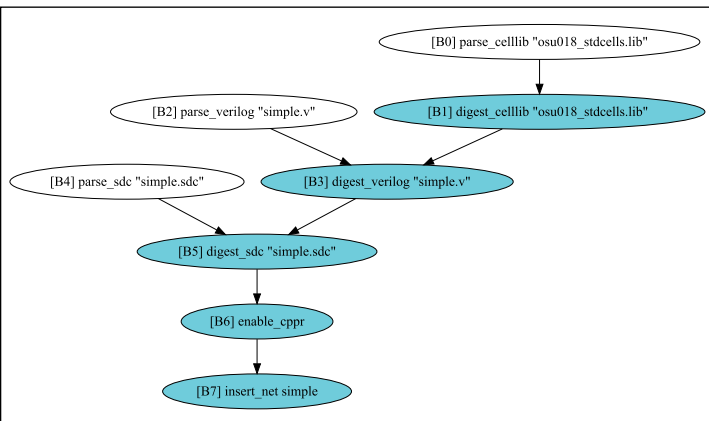 [B0] parse_celllib "osu018_stdcells.lib"
[B2] parse_verilog "simple.v"
[B1] digest_celllib "osu018_stdcells.lib"
[B4] parse_sdc "simple.sdc"
[B3] digest_verilog "simple.v"
[B5] digest_sdc "simple.sdc"
[B6] enable_cppr
[B7] insert_net simple